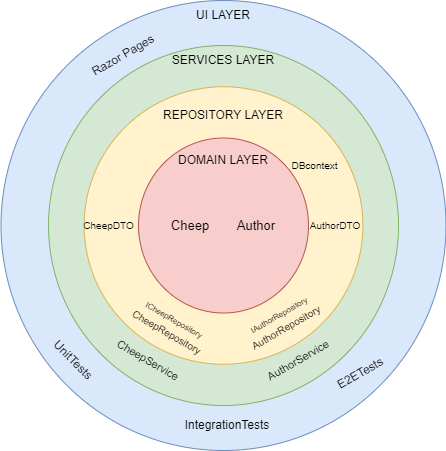 UI LAYER
Razor Pages
SERVICES LAYER
REPOSITORY LAYER
DOMAIN LAYER
DBcontext
CheepDTO
Cheep
Author
AuthorDTO
ICheepRepository
CheepRepository
IAuthorRepository
AuthorRepository
CheepService
AuthorService
UnitTests
E2ETests
IntegrationTests